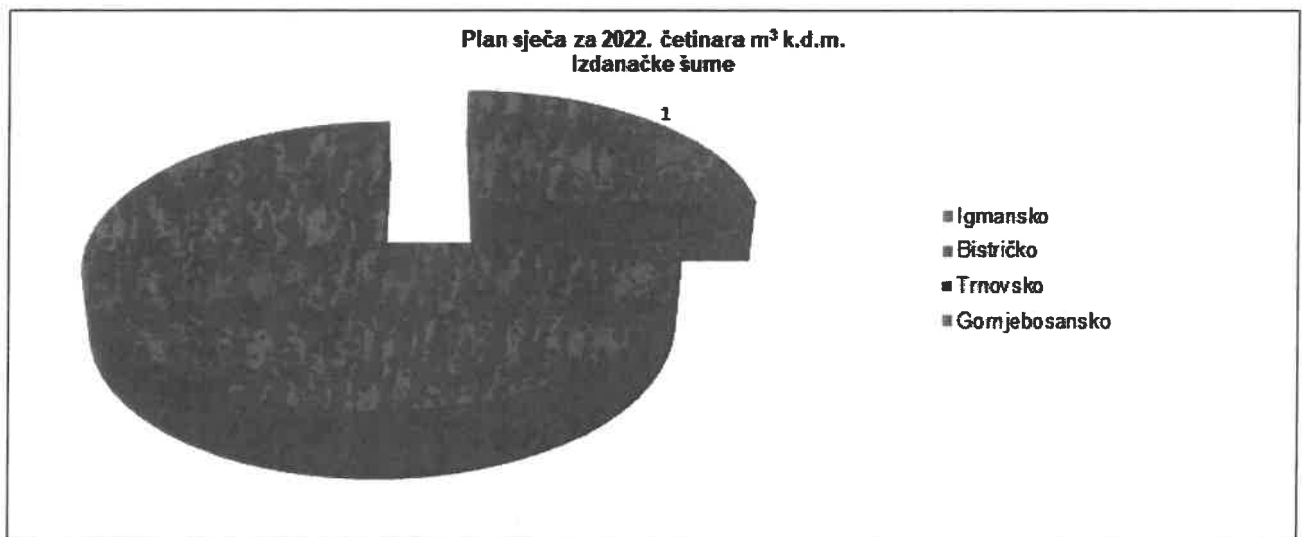 Plan sječa za 2022. četinara m³ k.d.m.
Izdanačke šume
1
Igmansko
Bistričko
Trnovsko
Gornjebosansko